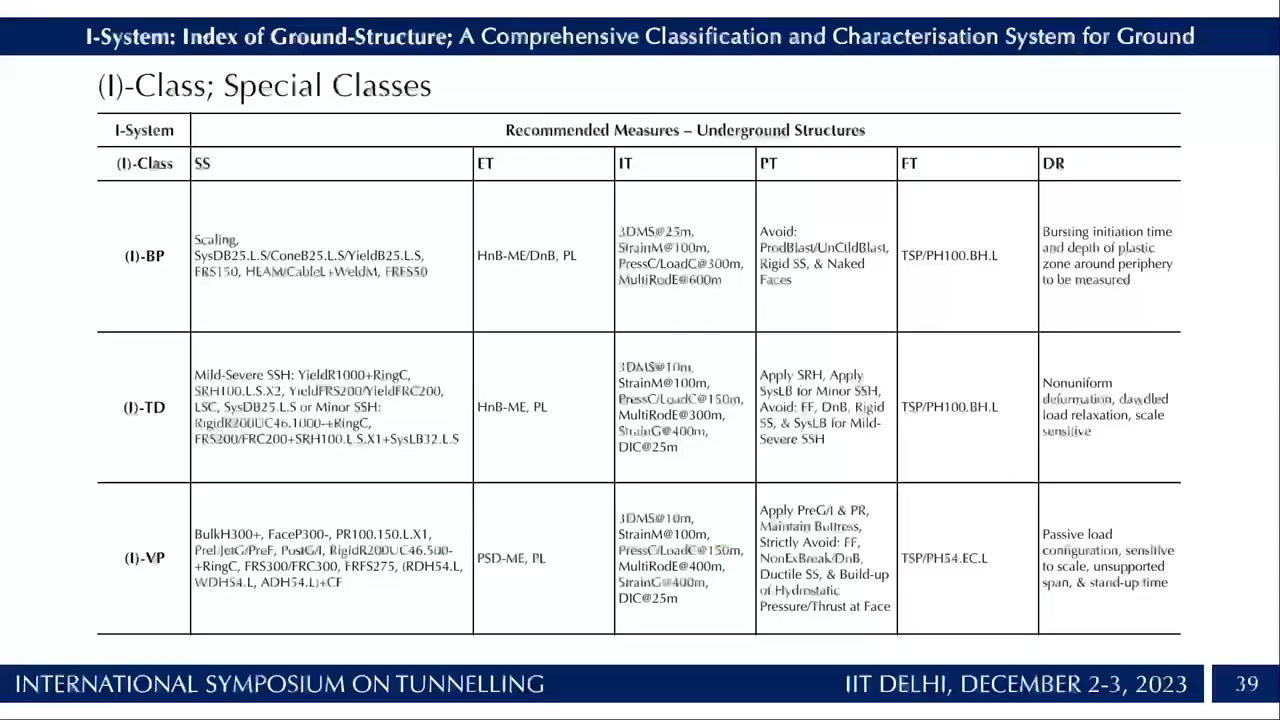 I-System: Index of Ground-Structure; A Comprehensive Classification and Characterisation System for Ground
(I)-Class; Special Classes
I-System
Recommended Measures – Underground Structures
(I)-Class
SS
ET
IT
PT
FT
DR
(I)-BP
Scaling,
SysDB25.L.S/ConeB25.L.S/YieldB25.L.S,
FRS150, HEAM/CableL+WeldM, FRFS50
HnB-ME/DnB, PL
3DMS@25m,
StrainM@100m,
PressC/LoadC@300m,
MultiRodE@600m
Avoid:
ProdBlast/UnCtldBlast,
Rigid SS, & Naked
Faces
TSP/PH100.BH.L
Bursting initiation time
and depth of plastic
zone around periphery
to be measured
(I)-TD
Mild-Severe SSH: YieldR1000+RingC,
SRH100.L.S.X2, YieldFRS200/YieldFRC200,
LSC, SysDB25.L.S or Minor SSH:
RigidR200UC46.1000-+RingC,
FRS200/FRC200+SRH100.L.S.X1+SysLB32.L.S
HnB-ME, PL
3DMS@10m,
StrainM@100m,
PressC/LoadC@150m,
MultiRodE@300m,
StrainG@400m,
DIC@25m
Apply SRH, Apply
SysLB for Minor SSH,
Avoid: FF, DnB, Rigid
SS, & SysLB for Mild-
Severe SSH
TSP/PH100.BH.L
Nonuniform
deformation, dawdled
load relaxation, scale
sensitive
(I)-VP
BulkH300+, FaceP300-, PR100.150.L.X1,
PreI/JetG/PreF, PostG/I, RigidR200UC46.500-
+RingC, FRS300/FRC300, FRFS275, (RDH54.L,
WDH54.L, ADH54.L)+CF
PSD-ME, PL
3DMS@10m,
StrainM@100m,
PressC/LoadC@150m,
MultiRodE@400m,
StrainG@400m,
DIC@25m
Apply PreG/I & PR,
Maintain Buttress,
Strictly Avoid: FF,
NonExBreak/DnB,
Ductile SS, & Build-up
of Hydrostatic
Pressure/Thrust at Face
TSP/PH54.EC.L
Passive load
configuration, sensitive
to scale, unsupported
span, & stand-up time
INTERNATIONAL SYMPOSIUM ON TUNNELLING
IIT DELHI, DECEMBER 2-3, 2023
39